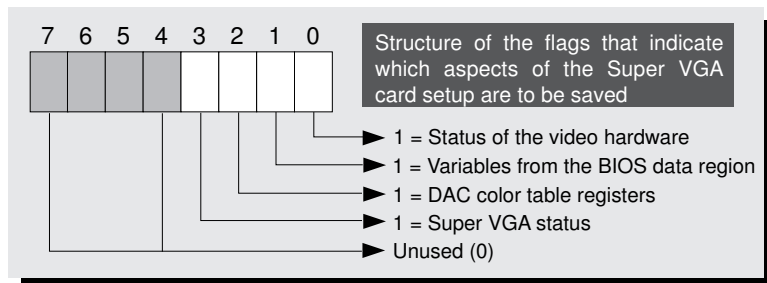 7 6 5 4 3 2 1 0
Structure of the flags that indicate
which aspects of the Super VGA
card setup are to be saved
1 = Status of the video hardware
1 = Variables from the BIOS data region
1 = DAC color table registers
1 = Super VGA status
Unused (0)